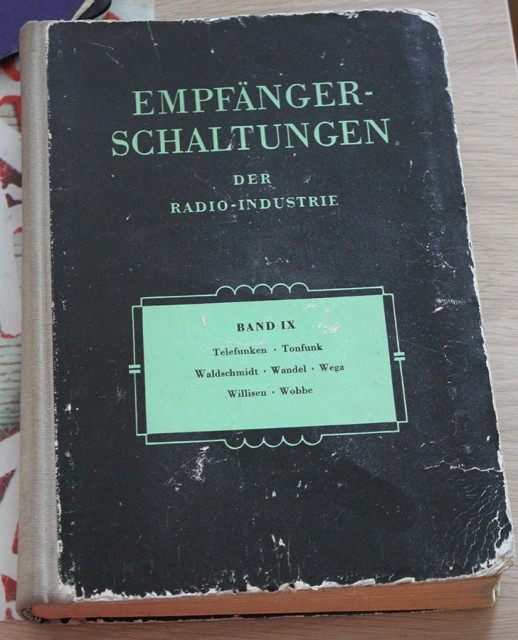 EMPFÄNGER-
SCHALTUNGEN
DER
RADIO-INDUSTRIE
BAND IX
Telefunken · Tonfunk
Waldschmidt · Wandel · Wega
Willisen · Wobbe